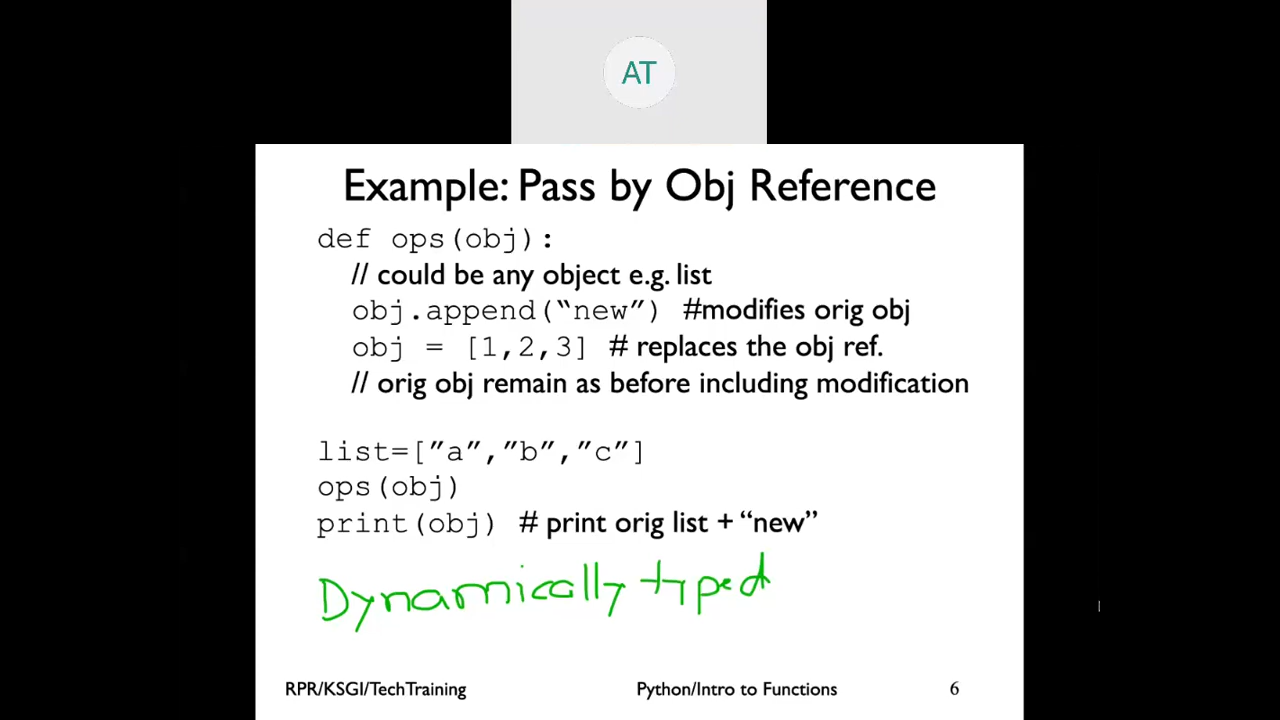 AT
Example: Pass by Obj Reference
def ops(obj):
// could be any object e.g. list
obj.append(“new”) #modifies orig obj
obj = [1,2,3] # replaces the obj ref.
// orig obj remain as before including modification
list=[”a”,”b”,”c”]
ops(obj)
print(obj) # print orig list + “new”
Dynamically typed
RPR/KSGI/TechTraining Python/Intro to Functions 6